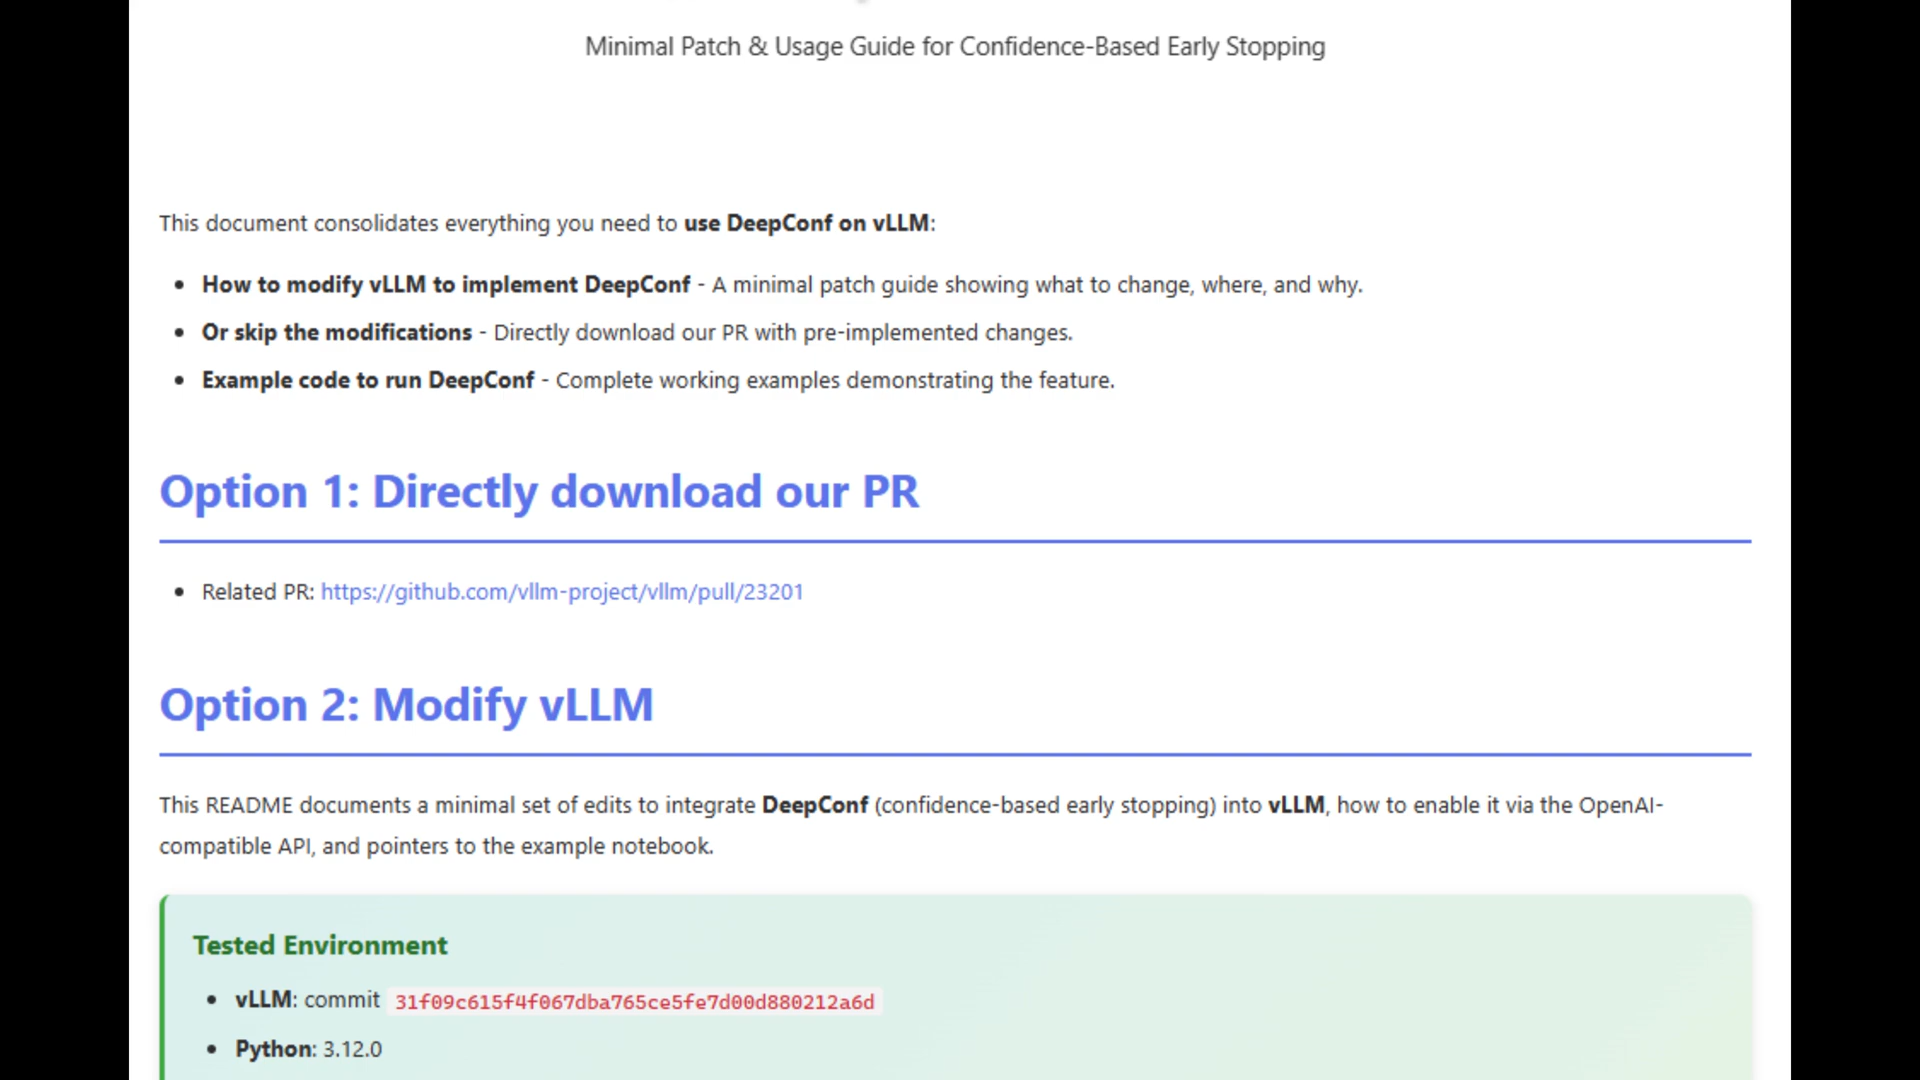 Minimal Patch & Usage Guide for Confidence-Based Early Stopping
This document consolidates everything you need to use DeepConf on vLLM:
How to modify vLLM to implement DeepConf - A minimal patch guide showing what to change, where, and why.
Or skip the modifications - Directly download our PR with pre-implemented changes.
Example code to run DeepConf - Complete working examples demonstrating the feature.
Option 1: Directly download our PR
Related PR: https://github.com/vllm-project/vllm/pull/23201
Option 2: Modify vLLM
This README documents a minimal set of edits to integrate DeepConf (confidence-based early stopping) into vLLM, how to enable it via the OpenAI-
compatible API, and pointers to the example notebook.
Tested Environment
vLLM: commit 31f09c615f4f067dba765ce5fe7d00d880212a6d
Python: 3.12.0